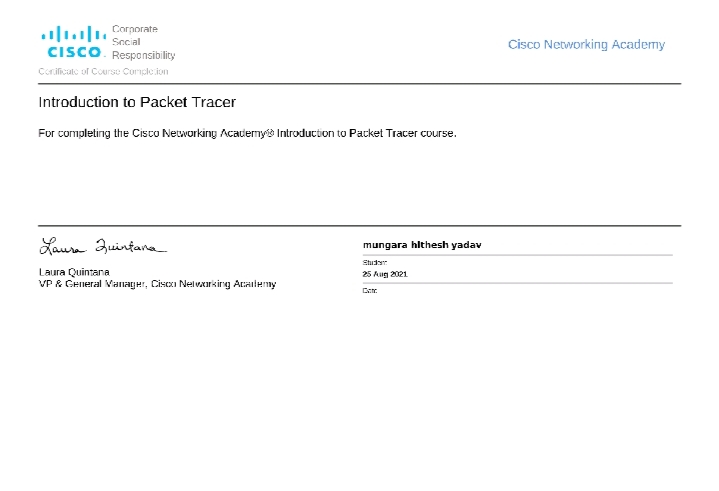 Corporate
Social
Responsibility
CISCO
Cisco Networking Academy
Certificate of Course Completion
Introduction to Packet Tracer
For completing the Cisco Networking Academy® Introduction to Packet Tracer course.
Laura Quintana
mungara hithesh yadav
Student
Laura Quintana
25 Aug 2021
VP & General Manager, Cisco Networking Academy
Date